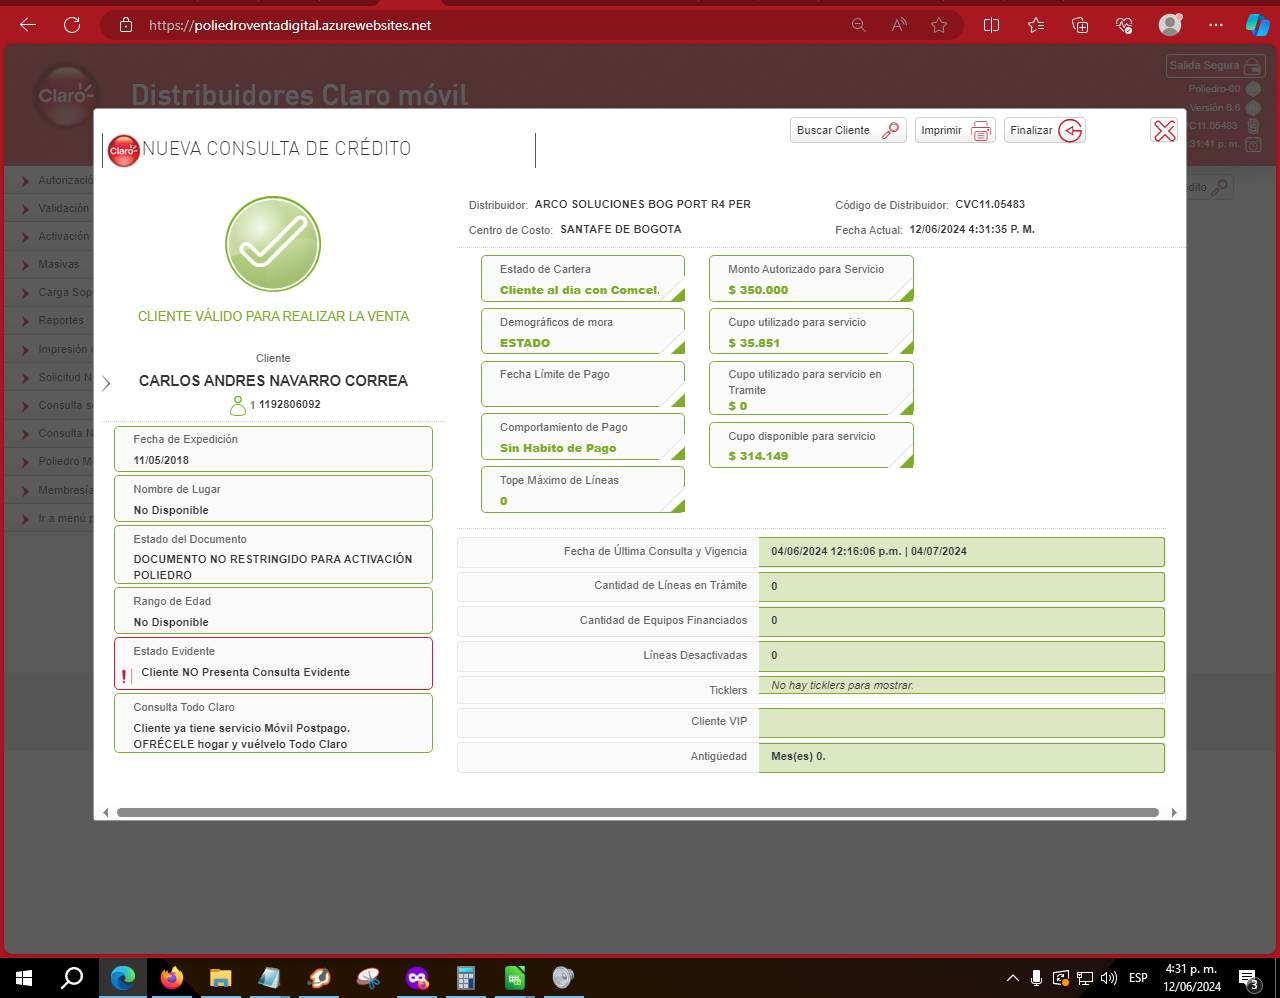 https://poliedroventadigital.azurewebsites.net
Claro
Distribuidores Claro móvil
Salida Segura
Poliedro-00
Versión 6.6
VC11.05483
:31:41 p. m.
Autorizació
Validación
Activación
Masivas
Carga Sop
Reportes
Impresión
Solicitud N
Consulta s
Consulta N
Poliedro M
Membresía
Ir a menú p
dito
Claro
NUEVA CONSULTA DE CRÉDITO
Buscar Cliente
Imprimir
Finalizar
CLIENTE VÁLIDO PARA REALIZAR LA VENTA
Cliente
CARLOS ANDRES NAVARRO CORREA
1 1192806092
Fecha de Expedición
11/05/2018
Nombre de Lugar
No Disponible
Estado del Documento
DOCUMENTO NO RESTRINGIDO PARA ACTIVACIÓN
POLIEDRO
Rango de Edad
No Disponible
Estado Evidente
! Cliente NO Presenta Consulta Evidente
Consulta Todo Claro
Cliente ya tiene servicio Móvil Postpago.
OFRÉCELE hogar y vuélvelo Todo Claro
Distribuidor: ARCO SOLUCIONES BOG PORT R4 PER
Código de Distribuidor: CVC11.05483
Centro de Costo: SANTAFE DE BOGOTA
Fecha Actual: 12/06/2024 4:31:35 P. M.
Estado de Cartera
Cliente al dia con Comcel.
Demográficos de mora
ESTADO
Fecha Límite de Pago
Comportamiento de Pago
Sin Habito de Pago
Tope Máximo de Líneas
0
Monto Autorizado para Servicio
$ 350.000
Cupo utilizado para servicio
$ 35.851
Cupo utilizado para servicio en
Tramite
$ 0
Cupo disponible para servicio
$ 314.149
Fecha de Última Consulta y Vigencia 04/06/2024 12:16:06 p.m. | 04/07/2024
Cantidad de Líneas en Trámite 0
Cantidad de Equipos Financiados 0
Líneas Desactivadas 0
Ticklers No hay ticklers para mostrar.
Cliente VIP
Antigüedad Mes(es) 0.
ESP
4:31 p. m.
12/06/2024
3